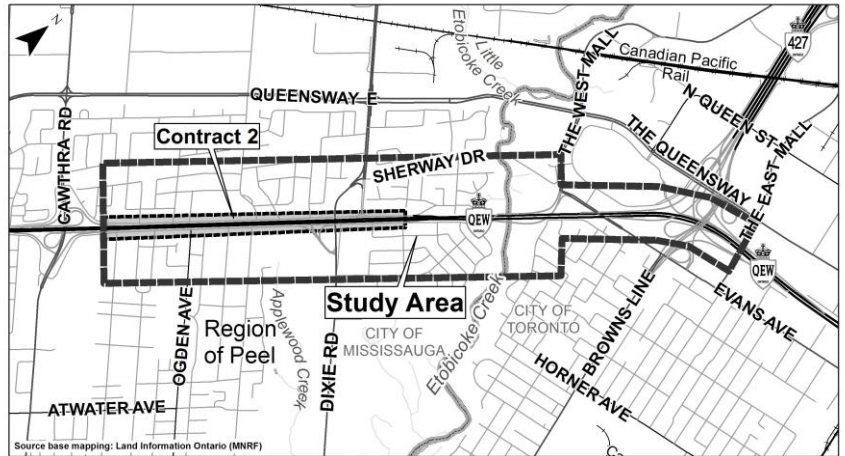 N
427
ONTARIO
Canadian Pacific
Rail
Little
Etobicoke Creek
THE WEST MALL
N QUEEN ST
QUEENSWAY E
CAWTHRA RD
Contract 2
SHERWAY DR
THE QUEENSWAY
THE EAST MALL
QEW
ONTARIO
QEW
ONTARIO
Study Area
EVANS AVE
OGDEN AVE
Region
of Peel
Applewood Creek
DIXIE RD
CITY OF
MISSISSAUGA
Etobicoke Creek
CITY OF
TORONTO
BROWNS LINE
HORNER AVE
ATWATER AVE
Source base mapping: Land Information Ontario (MNRF)